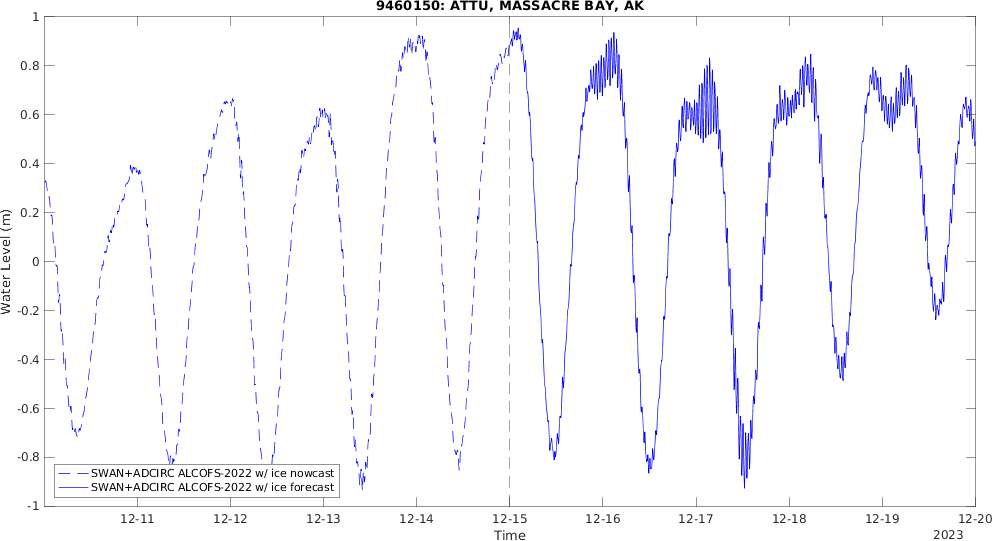 9460150: ATTU, MASSACRE BAY, AK
Water Level (m)
1
0.8
0.6
0.4
0.2
0
-0.2
-0.4
-0.6
-0.8
-1
SWAN+ADCIRC ALCOFS-2022 w/ ice nowcast
SWAN+ADCIRC ALCOFS-2022 w/ ice forecast
12-11 12-12 12-13 12-14 12-15 12-16 12-17 12-18 12-19 12-20
Time
2023